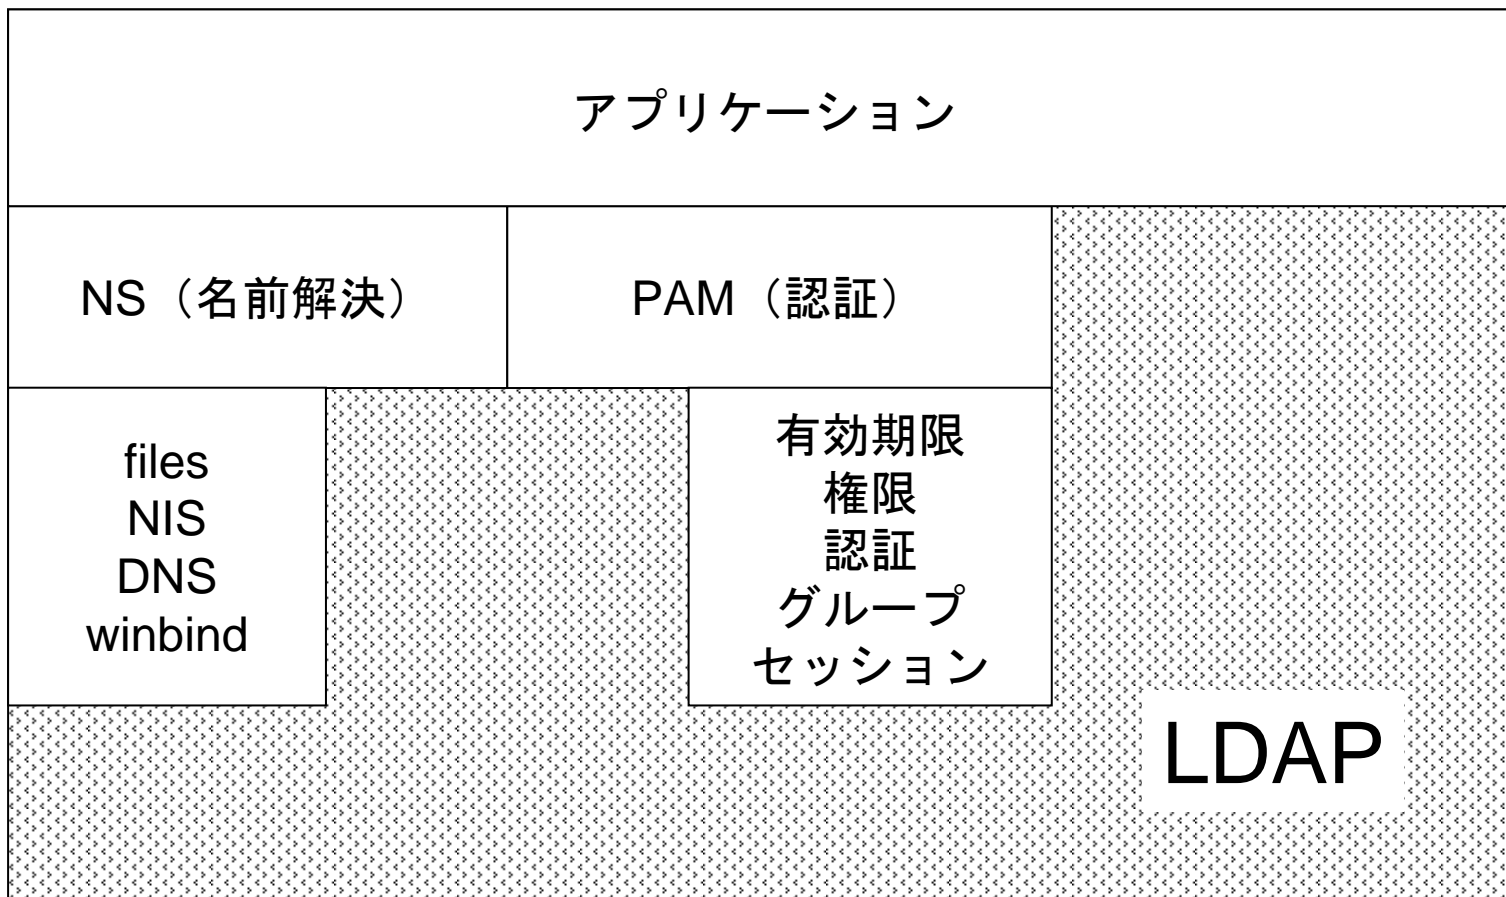 アプリケーション
NS（名前解決）
PAM（認証）
files
NIS
DNS
winbind
有効期限
権限
認証
グループ
セッション
LDAP